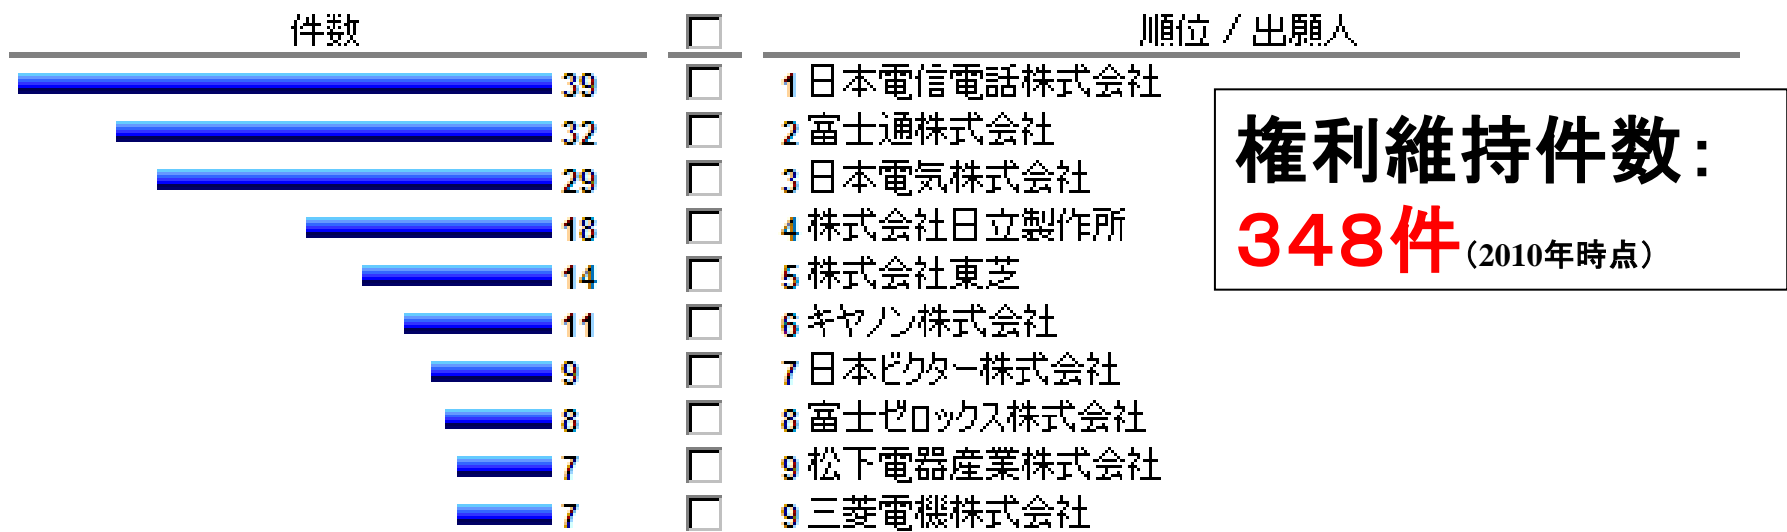 件数 順位 / 出願人
39 1 日本電信電話株式会社
32 2 富士通株式会社
29 3 日本電気株式会社
18 4 株式会社日立製作所
14 5 株式会社東芝
11 6 キヤノン株式会社
9 7 日本ビクター株式会社
8 8 富士ゼロックス株式会社
7 9 松下電器産業株式会社
7 9 三菱電機株式会社
権利維持件数：
３４８件（2010年時点）